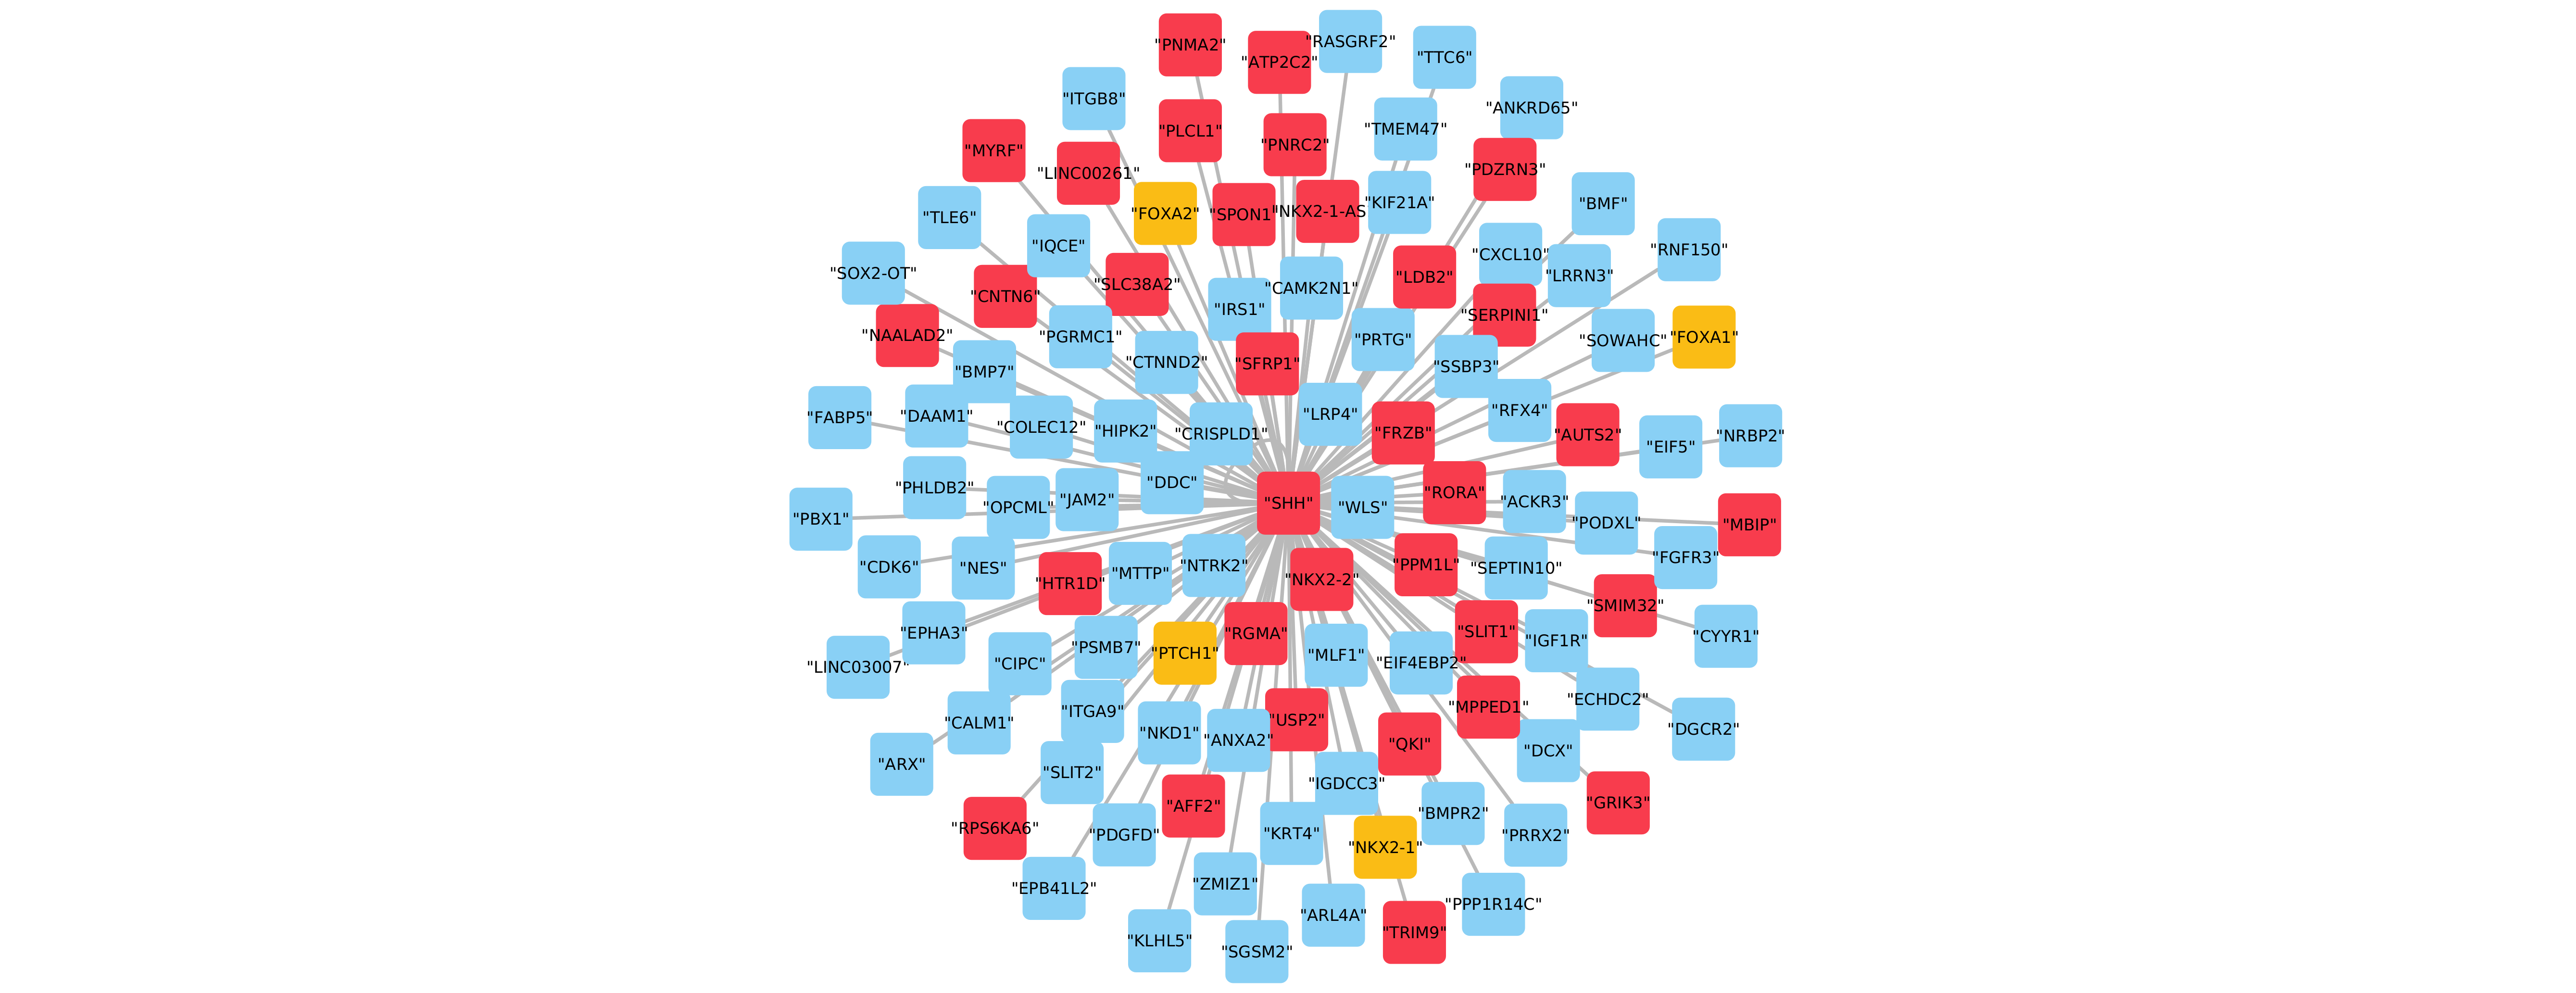 "PNMA2"
"RASGRF2"
"ATP2C2"
"TTC6"
"ITGB8"
"ANKRD65"
"PLCL1"
"TMEM47"
"PNRC2"
"MYRF"
"LINC00261"
"PDZRN3"
"KIF21A"
"BMF"
"FOXA2"
"SPON1"
"NKX2-1-AS
"TLE6"
"IQCE"
"RNF150"
"CXCL10"
"SOX2-OT"
"LRRN3"
"LDB2"
"SLC38A2"
"CAMK2N1"
"CNTN6"
"IRS1"
"SERPINI1"
"NAALAD2"
"PGRMC1"
"FOXA1"
"PRTG"
"SOWAHC"
"CTNND2"
"SFRP1"
"SSBP3"
"BMP7"
"RFX4"
"LRP4"
"DAAM1"
"FABP5"
"COLEC12"
"HIPK2"
"CRISPLD1"
"FRZB"
"AUTS2"
"NRBP2"
"EIF5"
"DDC"
"PHLDB2"
"RORA"
"JAM2"
"ACKR3"
"SHH"
"OPCML"
"WLS"
"PBX1"
"PODXL"
"MBIP"
"FGFR3"
"PPM1L"
"NTRK2"
"CDK6"
"NES"
"SEPTIN10"
"MTTP"
"NKX2-2"
"HTR1D"
"SMIM32"
"EPHA3"
"SLIT1"
"RGMA"
"CYYR1"
"IGF1R"
"PSMB7"
"PTCH1"
"MLF1"
"CIPC"
"EIF4EBP2"
"LINC03007"
"ECHDC2"
"MPPED1"
"ITGA9"
"USP2"
"CALM1"
"DGCR2"
"NKD1"
"ANXA2"
"QKI"
"DCX"
"ARX"
"SLIT2"
"IGDCC3"
"GRIK3"
"AFF2"
"BMPR2"
"RPS6KA6"
"KRT4"
"PDGFD"
"PRRX2"
"NKX2-1"
"ZMIZ1"
"EPB41L2"
"PPP1R14C"
"ARL4A"
"TRIM9"
"KLHL5"
"SGSM2"